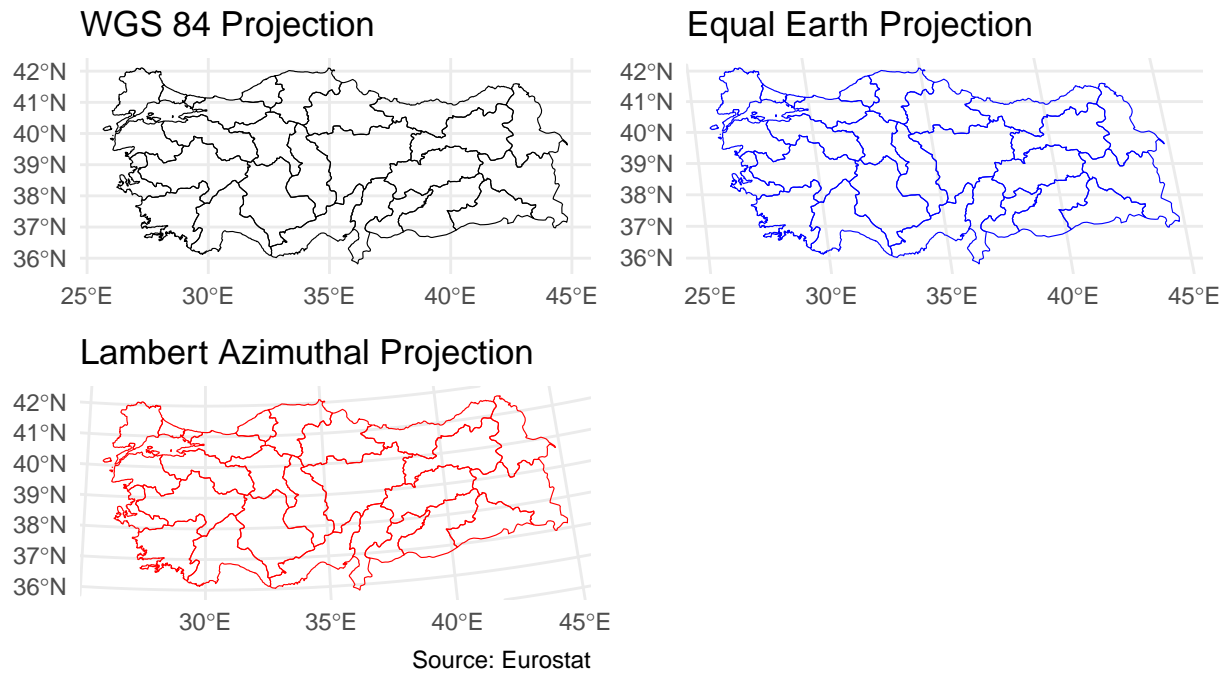 WGS 84 Projection
42°N
41°N
40°N
39°N
38°N
37°N
36°N
25°E 30°E 35°E 40°E 45°E
Equal Earth Projection
42°N
41°N
40°N
39°N
38°N
37°N
36°N
25°E 30°E 35°E 40°E 45°E
Lambert Azimuthal Projection
42°N
41°N
40°N
39°N
38°N
37°N
36°N
30°E 35°E 40°E 45°E
Source: Eurostat